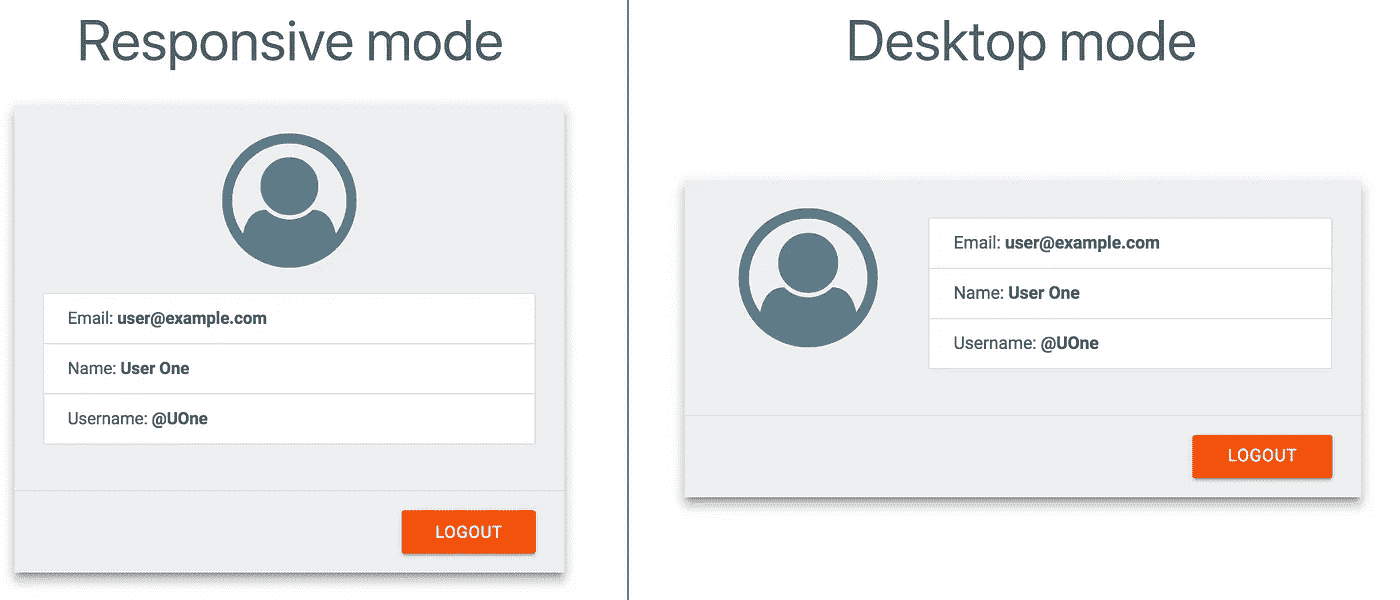 Responsive mode
Email: user@example.com
Name: User One
Username: @UOne
LOGOUT
Desktop mode
Email: user@example.com
Name: User One
Username: @UOne
LOGOUT